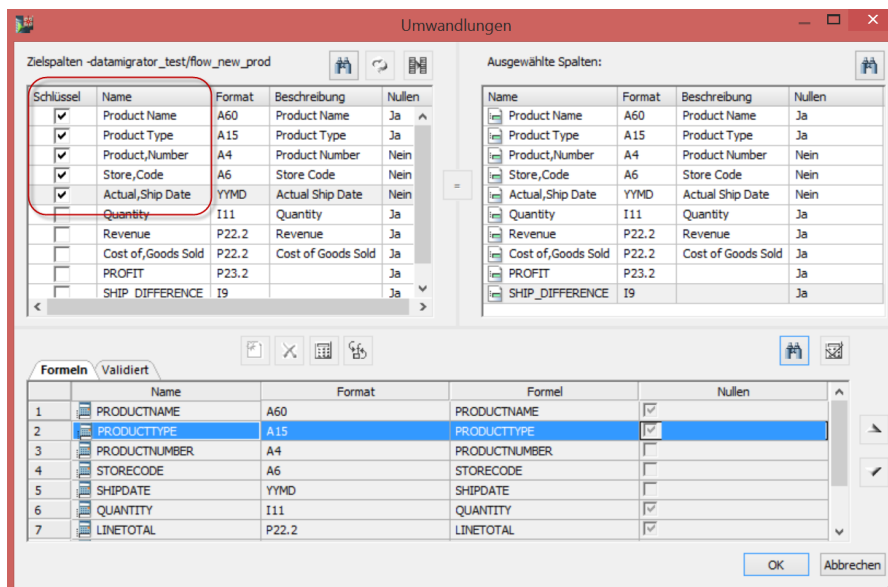 Umwandlungen
Zielspalten -datamigrator_test/flow_new_prod
Schlüssel Name Format Beschreibung Nullen
Product Name A60 Product Name Ja
Product Type A15 Product Type Ja
Product,Number A4 Product Number Nein
Store,Code A6 Store Code Nein
Actual,Ship Date YYMD Actual Ship Date Nein
Quantity I11 Quantity Ja
Revenue P22.2 Revenue Ja
Cost of,Goods Sold P22.2 Cost of Goods Sold Ja
PROFIT P23.2 Ja
SHIP_DIFFERENCE I9 Ja
=
Ausgewählte Spalten:
Name Format Beschreibung Nullen
Product Name A60 Product Name Ja
Product Type A15 Product Type Ja
Product,Number A4 Product Number Nein
Store,Code A6 Store Code Nein
Actual,Ship Date YYMD Actual Ship Date Nein
Quantity I11 Quantity Ja
Revenue P22.2 Revenue Ja
Cost of,Goods Sold P22.2 Cost of Goods Sold Ja
PROFIT P23.2 Ja
SHIP_DIFFERENCE I9 Ja
Formeln Validiert
Name Format Formel Nullen
1 PRODUCTNAME A60 PRODUCTNAME
2 PRODUCTTYPE A15 PRODUCTTYPE
3 PRODUCTNUMBER A4 PRODUCTNUMBER
4 STORECODE A6 STORECODE
5 SHIPDATE YYMD SHIPDATE
6 QUANTITY I11 QUANTITY
7 LINETOTAL P22.2 LINETOTAL
OK Abbrechen